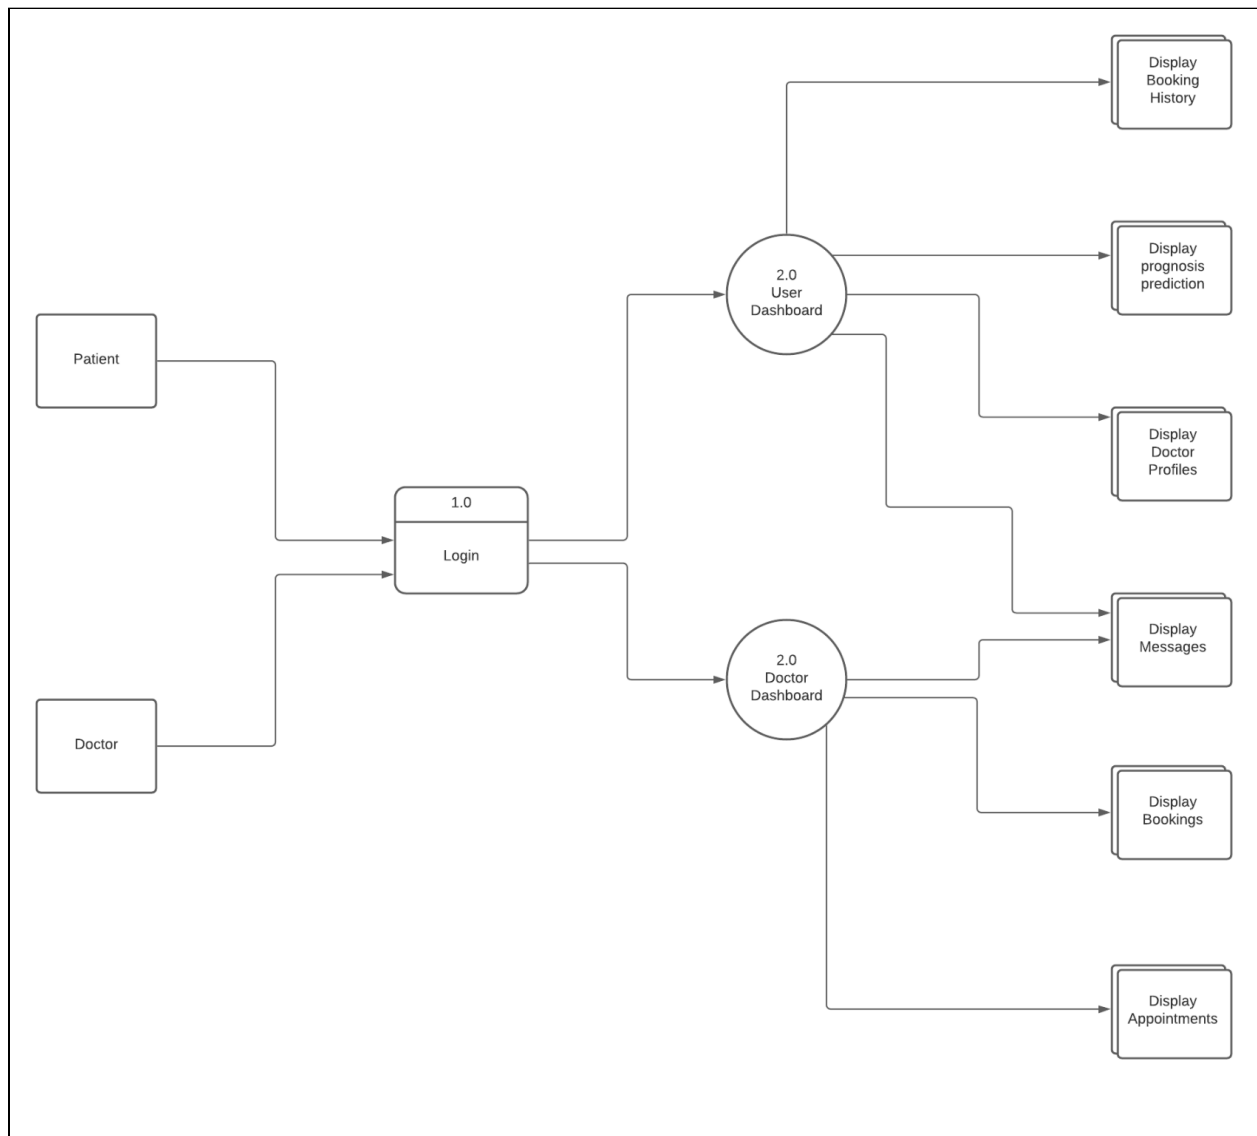 Display
Booking
History
Display
prognosis
prediction
2.0
User
Dashboard
Patient
Display
Doctor
Profiles
1.0
Login
Display
Messages
2.0
Doctor
Dashboard
Doctor
Display
Bookings
Display
Appointments